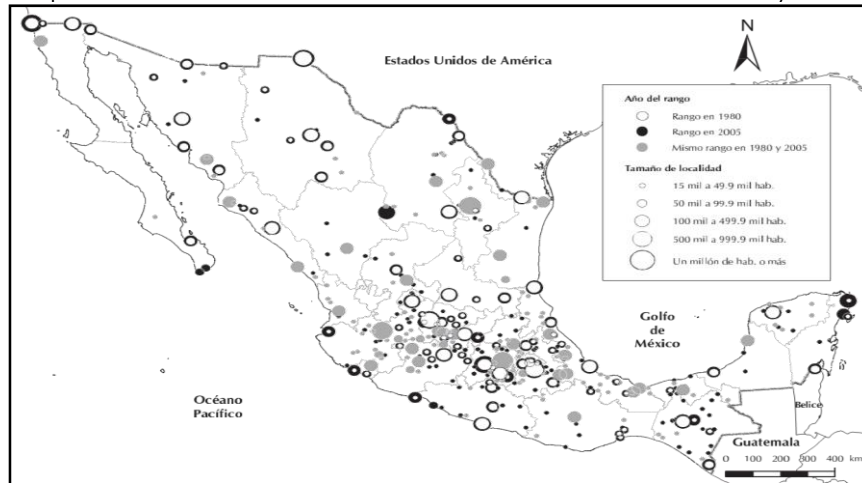 Estados Unidos de América
N
Año del rango
Rango en 1980
Rango en 2005
Mismo rango en 1980 y 2005
Tamaño de localidad
15 mil a 49.9 mil hab.
50 mil a 99.9 mil hab.
100 mil a 499.9 mil hab.
500 mil a 999.9 mil hab.
Un millón de hab. o más
Golfo
de
México
Océano
Pacífico
Belice
Guatemala
0 100 200 300 400 km